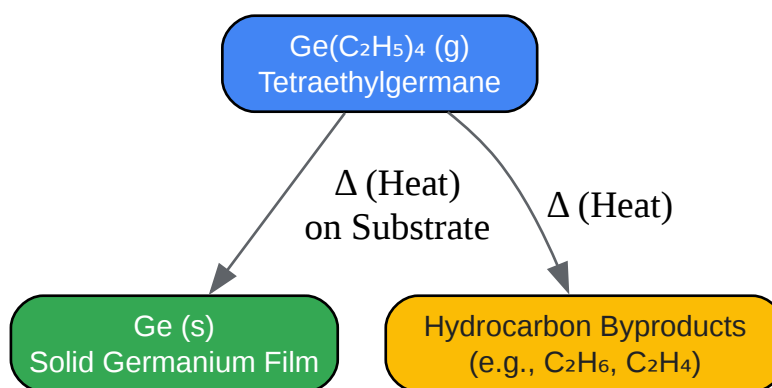 Ge(C₂H₅)₄ (g)
Tetraethylgermane
Δ (Heat)
on Substrate
Δ (Heat)
Ge (s)
Solid Germanium Film
Hydrocarbon Byproducts
(e.g., C₂H₆, C₂H₄)